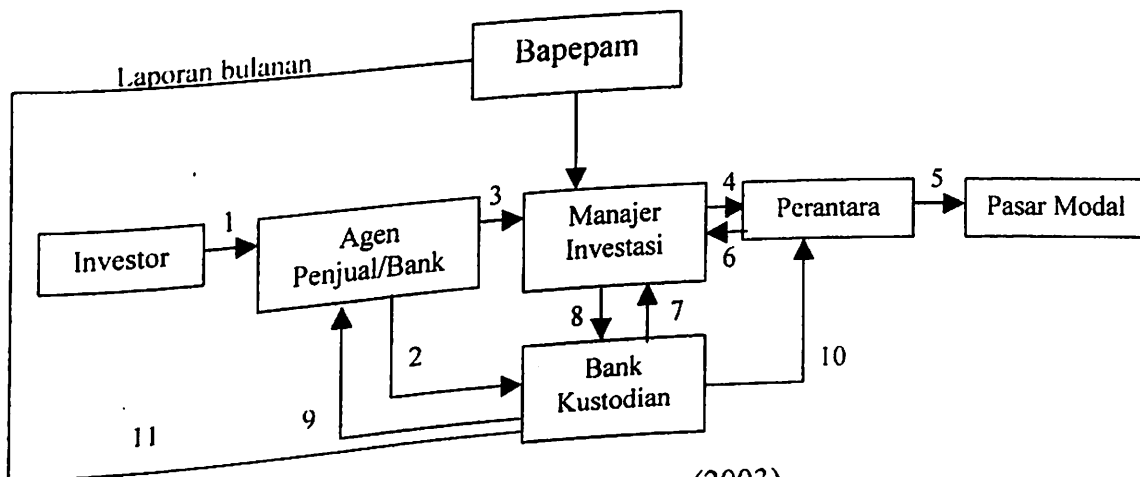 Bapepam
Laporan bulanan
3
4
5
1
Manajer
Investasi
Perantara
Pasar Modal
Agen
Penjual/Bank
Investor
6
8
7
2
10
Bank
Kustodian
9
11
(2003)